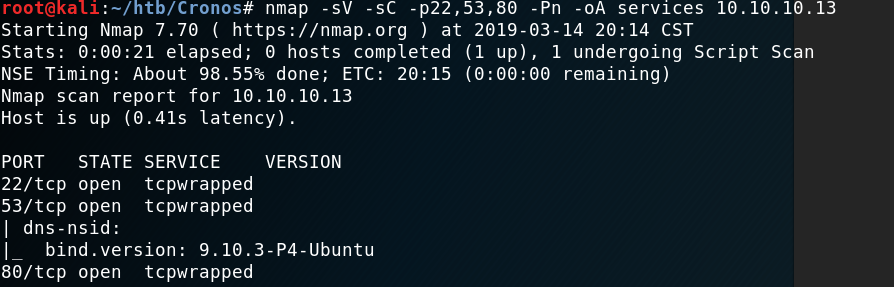 root@kali:~/htb/Cronos# nmap -sV -sC -p22,53,80 -Pn -oA services 10.10.10.13
Starting Nmap 7.70 ( https://nmap.org ) at 2019-03-14 20:14 CST
Stats: 0:00:21 elapsed; 0 hosts completed (1 up), 1 undergoing Script Scan
NSE Timing: About 98.55% done; ETC: 20:15 (0:00:00 remaining)
Nmap scan report for 10.10.10.13
Host is up (0.41s latency).

PORT   STATE SERVICE    VERSION
22/tcp open  tcpwrapped
53/tcp open  tcpwrapped
| dns-nsid:
|_  bind.version: 9.10.3-P4-Ubuntu
80/tcp open  tcpwrapped